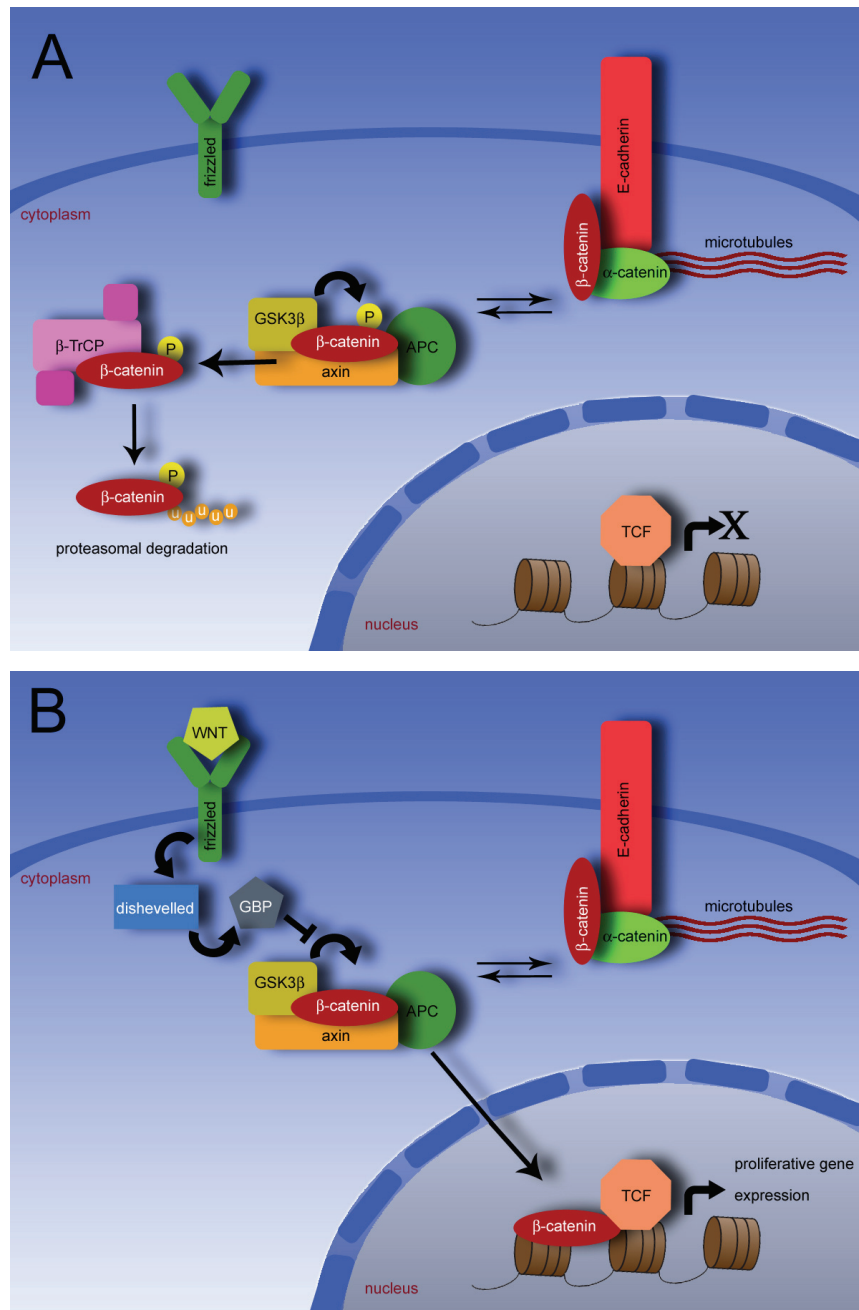 A
frizzled
E-cadherin
cytoplasm
β-catenin
α-catenin
microtubules
GSK3β
P
β-catenin
APC
axin
β-TrCP
P
β-catenin
P
β-catenin
u u u u u
proteasomal degradation
TCF
X
nucleus
B
WNT
frizzled
E-cadherin
cytoplasm
dishevelled
GBP
β-catenin
α-catenin
microtubules
GSK3β
β-catenin
APC
axin
proliferative gene
expression
TCF
β-catenin
nucleus